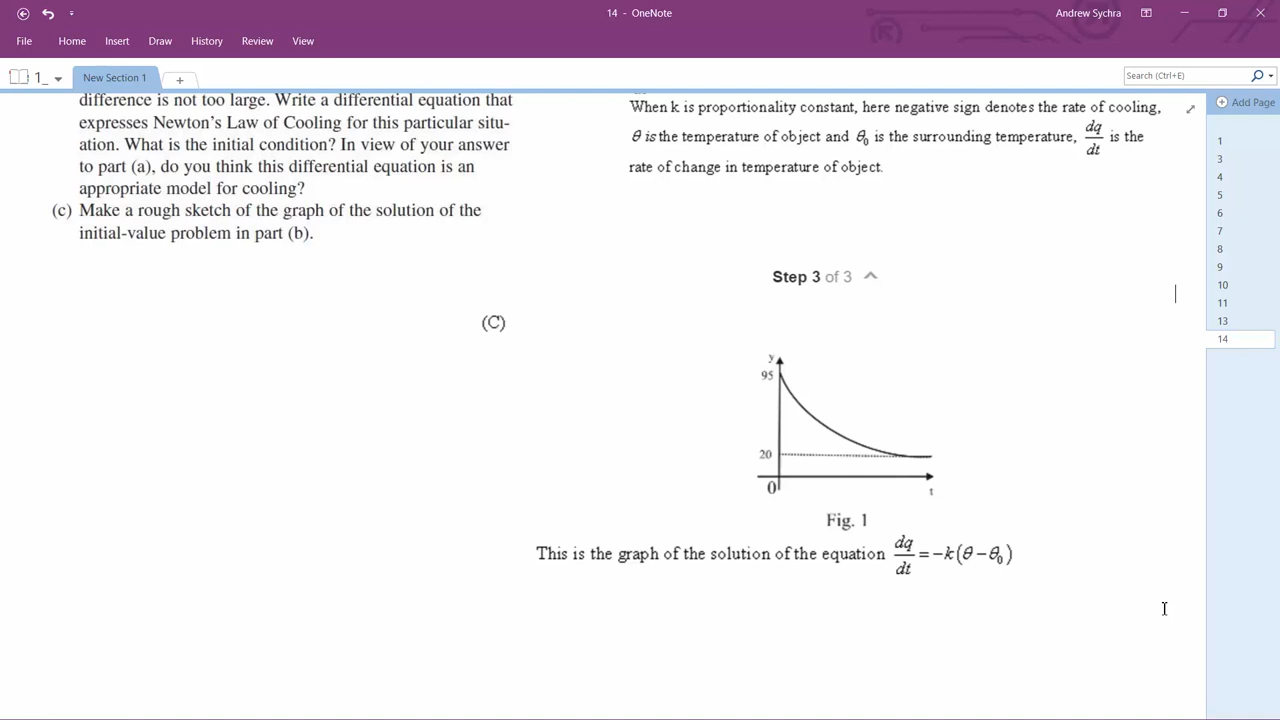 14 - OneNote
Andrew Sychra
File Home Insert Draw History Review View
1_
New Section 1
+
Search (Ctrl+E)
Add Page
difference is not too large. Write a differential equation that
expresses Newton's Law of Cooling for this particular situ-
ation. What is the initial condition? In view of your answer
to part (a), do you think this differential equation is an
appropriate model for cooling?
(c) Make a rough sketch of the graph of the solution of the
initial-value problem in part (b).
When k is proportionality constant, here negative sign denotes the rate of cooling,
θ is the temperature of object and θ₀ is the surrounding temperature, dq/dt is the
rate of change in temperature of object.
Step 3 of 3
(C)
y
95
20
0
t
Fig. 1
This is the graph of the solution of the equation dq/dt = -k(θ - θ₀)
1
3
4
5
6
7
8
9
10
11
13
14